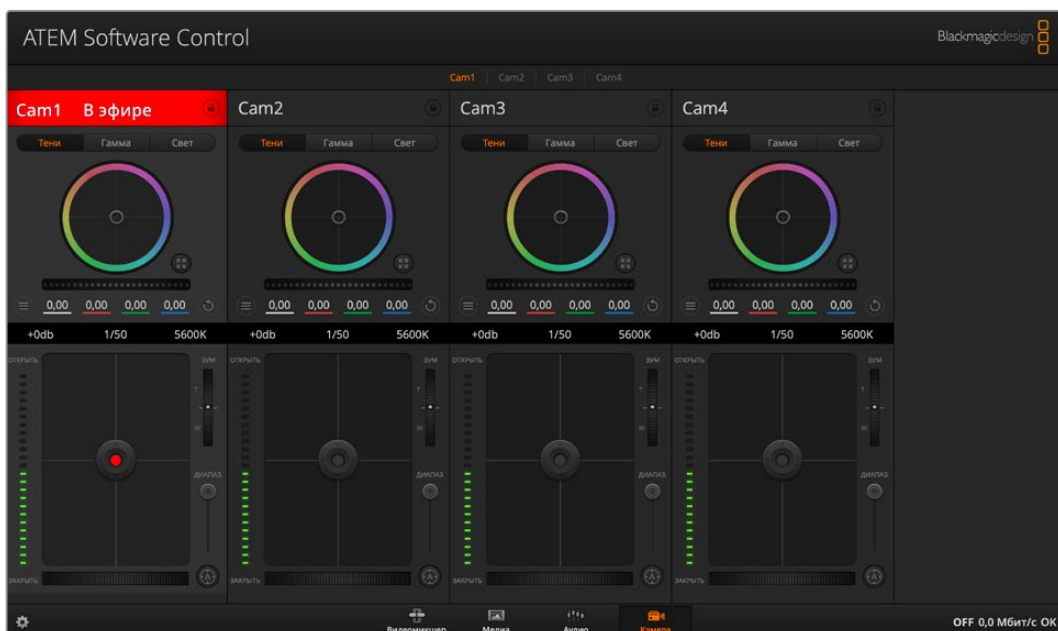 ATEM Software Control
Blackmagicdesign
Cam1 Cam2 Cam3 Cam4
Cam1 В эфире Cam2 Cam3 Cam4
Тени Гамма Свет Тени Гамма Свет Тени Гамма Свет Тени Гамма Свет
0,00 0,00 0,00 0,00 0,00 0,00 0,00 0,00 0,00 0,00 0,00 0,00 0,00 0,00 0,00 0,00
+0db 1/50 5600K +0db 1/50 5600K +0db 1/50 5600K +0db 1/50 5600K
ОТКРЫТЬ ЗУМ ОТКРЫТЬ ЗУМ ОТКРЫТЬ ЗУМ ОТКРЫТЬ ЗУМ
T T T T
W W W W
ДИАПАЗ. ДИАПАЗ. ДИАПАЗ. ДИАПАЗ.
ЗАКРЫТЬ A ЗАКРЫТЬ A ЗАКРЫТЬ A ЗАКРЫТЬ A
Видеомикшер Медиа Аудио Камера
OFF 0,0 Мбит/с OK